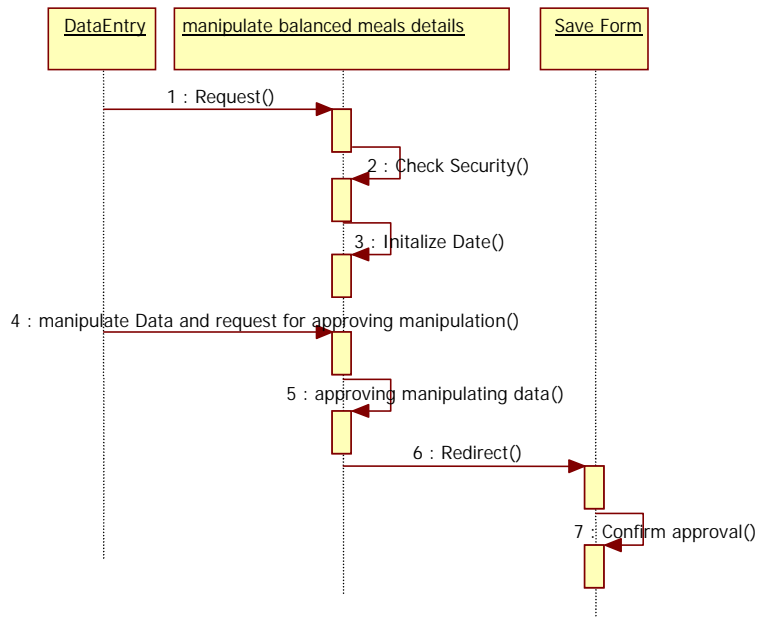 DataEntry
manipulate balanced meals details
Save Form
1 : Request()
2 : Check Security()
3 : Initalize Date()
4 : manipulate Data and request for approving manipulation()
5 : approving manipulating data()
6 : Redirect()
7 : Confirm approval()